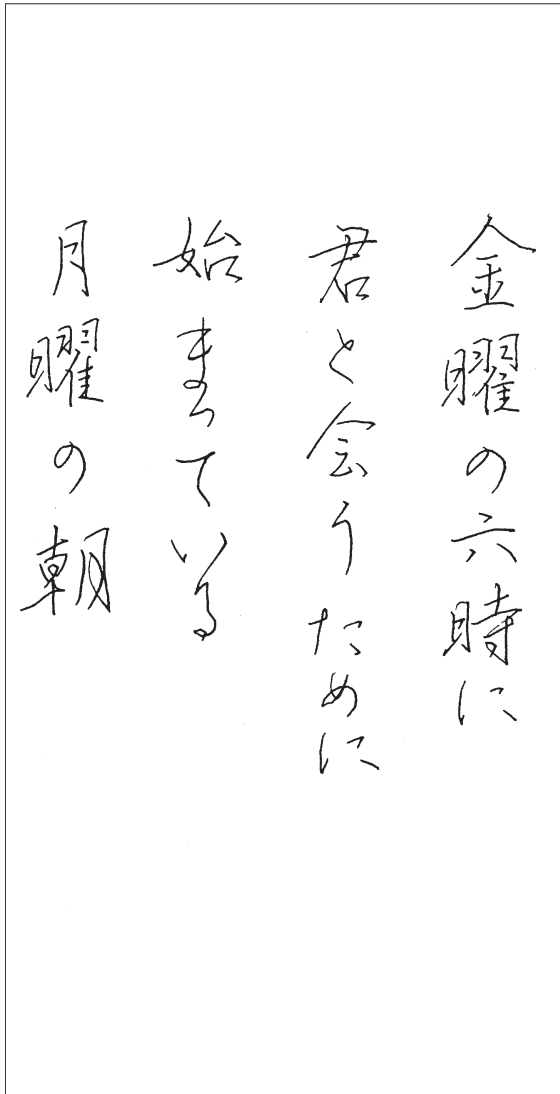 金曜の六時に
君と会うために
始まっている
月曜の朝